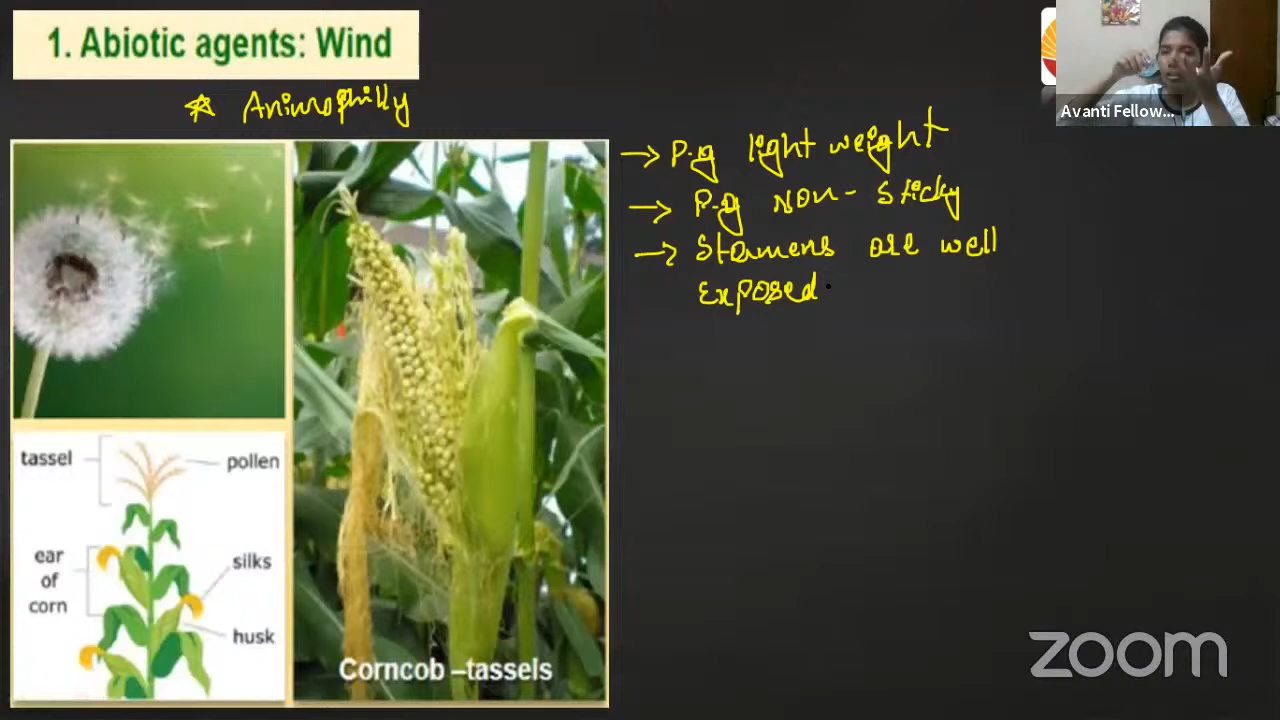 1. Abiotic agents: Wind
☆ Animophilly
Avanti Fellow...
→ P.g light weight
→ P.g Non-Sticky
→ Stamens are well
Exposed
tassel
pollen
ear
of
corn
silks
husk
Corncob –tassels
zoom